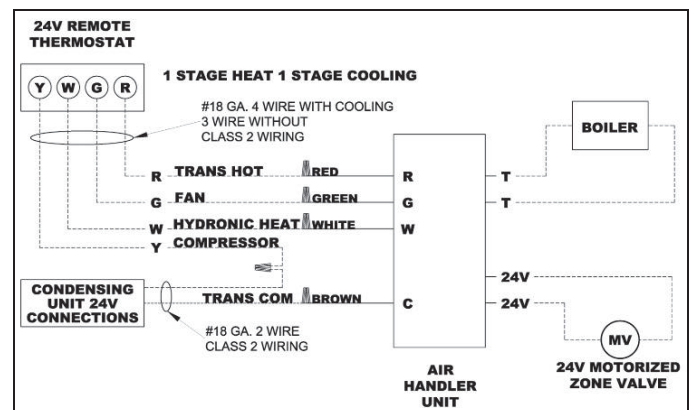 24V REMOTE
THERMOSTAT
Y W G R
1 STAGE HEAT 1 STAGE COOLING
#18 GA. 4 WIRE WITH COOLING
3 WIRE WITHOUT
CLASS 2 WIRING
BOILER
R TRANS HOT RED R T
G FAN GREEN G T
W HYDRONIC HEAT WHITE W
Y COMPRESSOR
24V
CONDENSING
UNIT 24V
CONNECTIONS
TRANS COM BROWN C 24V
#18 GA. 2 WIRE
CLASS 2 WIRING
MV
AIR
HANDLER
UNIT
24V MOTORIZED
ZONE VALVE